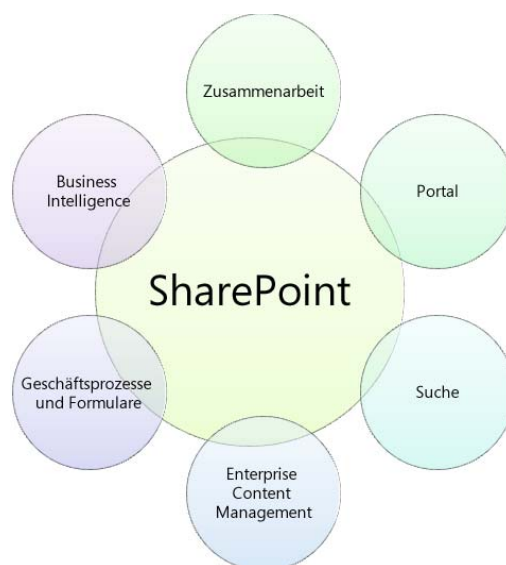 Zusammenarbeit
Business
Intelligence
Portal
SharePoint
Geschäftsprozesse
und Formulare
Suche
Enterprise
Content
Management